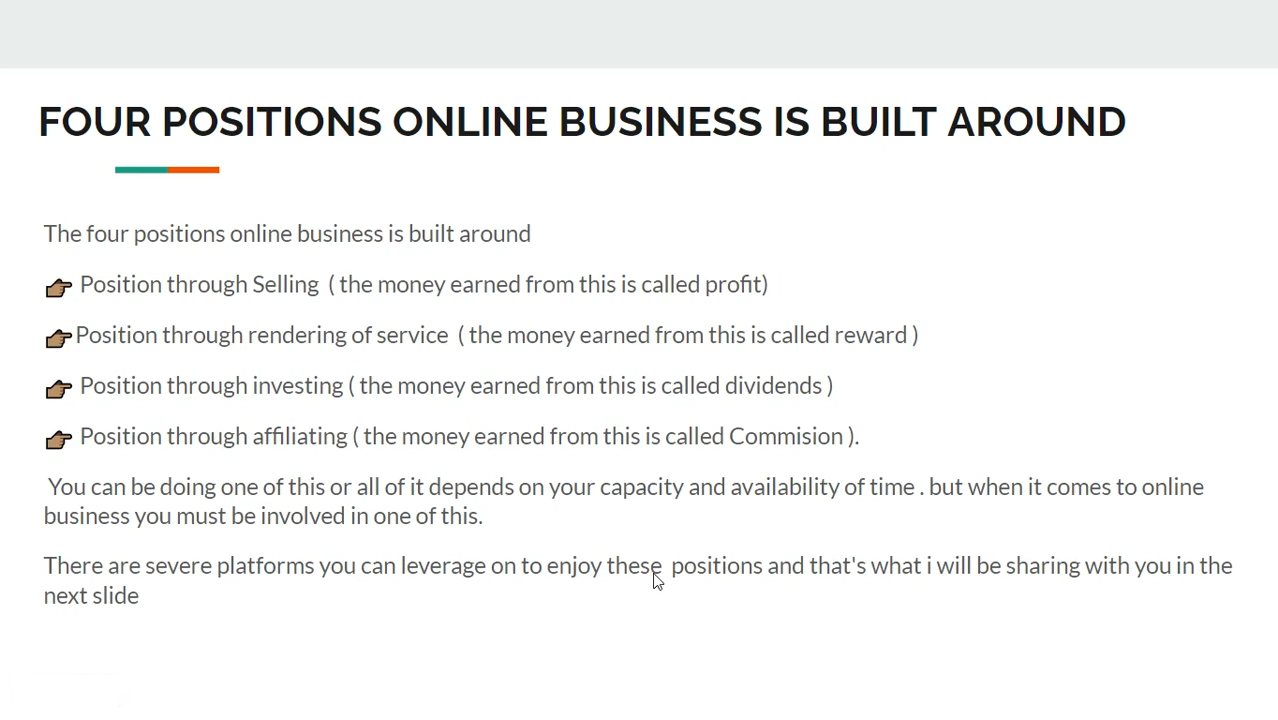 FOUR POSITIONS ONLINE BUSINESS IS BUILT AROUND
The four positions online business is built around
Position through Selling ( the money earned from this is called profit)
Position through rendering of service ( the money earned from this is called reward )
Position through investing ( the money earned from this is called dividends )
Position through affiliating ( the money earned from this is called Commision ).
You can be doing one of this or all of it depends on your capacity and availability of time . but when it comes to online
business you must be involved in one of this.
There are severe platforms you can leverage on to enjoy these positions and that's what i will be sharing with you in the
next slide